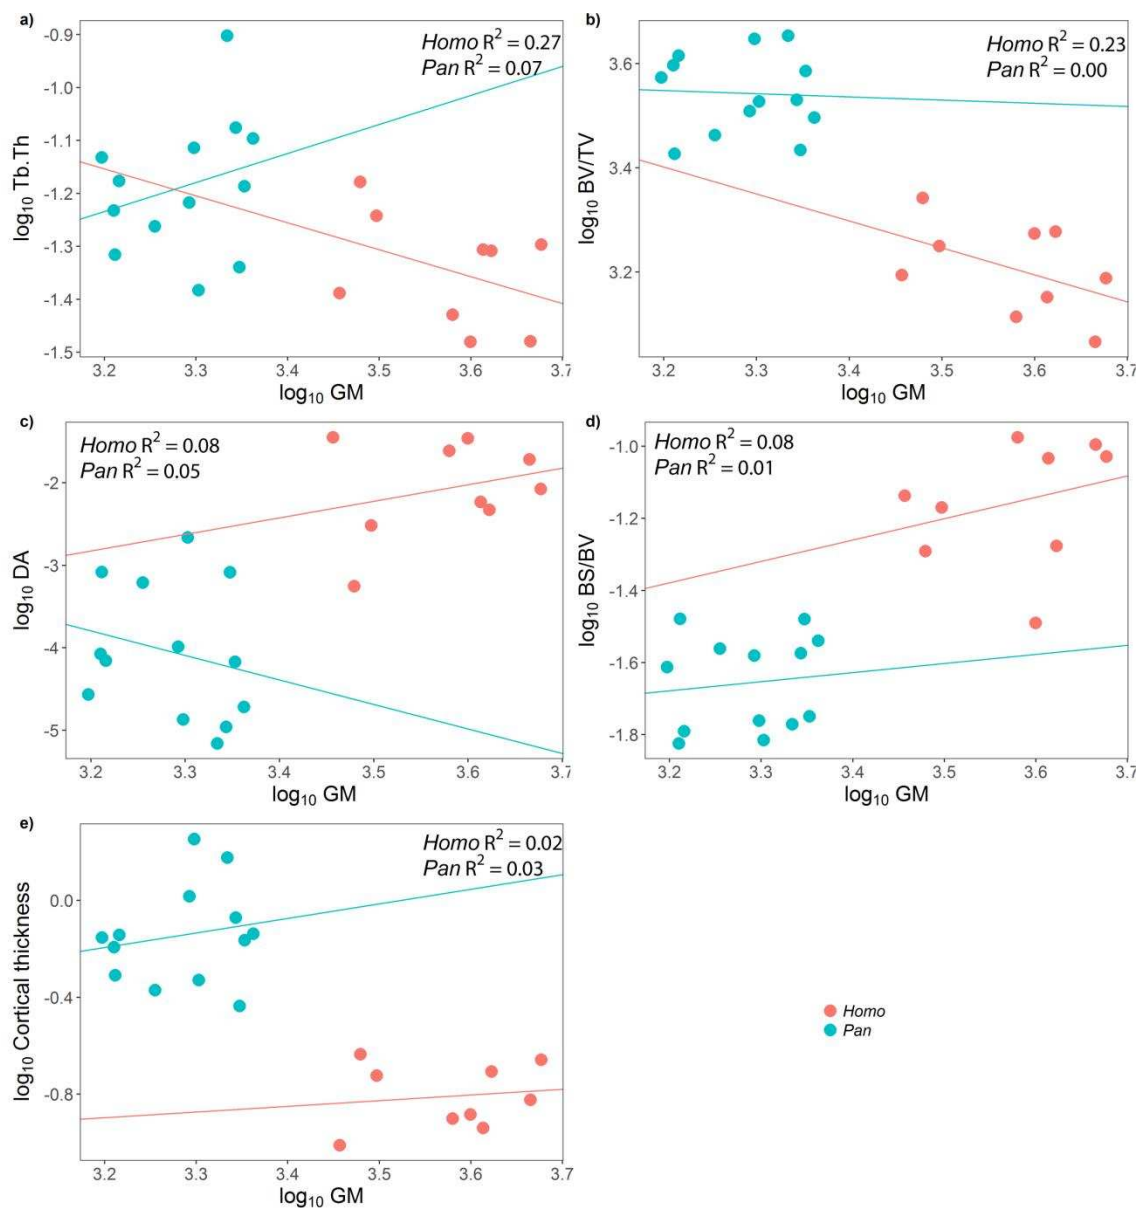 a)
Homo R² = 0.27
Pan R² = 0.07
-0.9
-1.0
-1.1
-1.2
-1.3
-1.4
-1.5
log₁₀ Tb.Th
3.2 3.3 3.4 3.5 3.6 3.7
log₁₀ GM
b)
Homo R² = 0.23
Pan R² = 0.00
3.6
3.4
3.2
log₁₀ BV/TV
3.2 3.3 3.4 3.5 3.6 3.7
log₁₀ GM
c)
Homo R² = 0.08
Pan R² = 0.05
-2
-3
-4
-5
log₁₀ DA
3.2 3.3 3.4 3.5 3.6 3.7
log₁₀ GM
d)
Homo R² = 0.08
Pan R² = 0.01
-1.0
-1.2
-1.4
-1.6
-1.8
log₁₀ BS/BV
3.2 3.3 3.4 3.5 3.6 3.7
log₁₀ GM
e)
Homo R² = 0.02
Pan R² = 0.03
0.0
-0.4
-0.8
log₁₀ Cortical thickness
3.2 3.3 3.4 3.5 3.6 3.7
log₁₀ GM
Homo
Pan